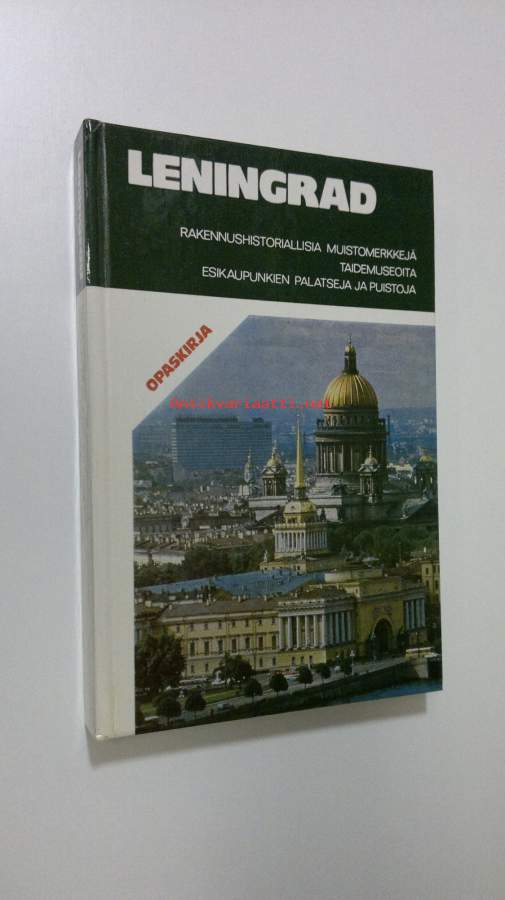 LENINGRAD
RAKENNUSHISTORIALLISIA MUISTOMERKKEJÄ
TAIDEMUSEOITA
ESIKAUPUNKIEN PALATSEJA JA PUISTOJA
OPASKIRJA
Antikvariaatti.net